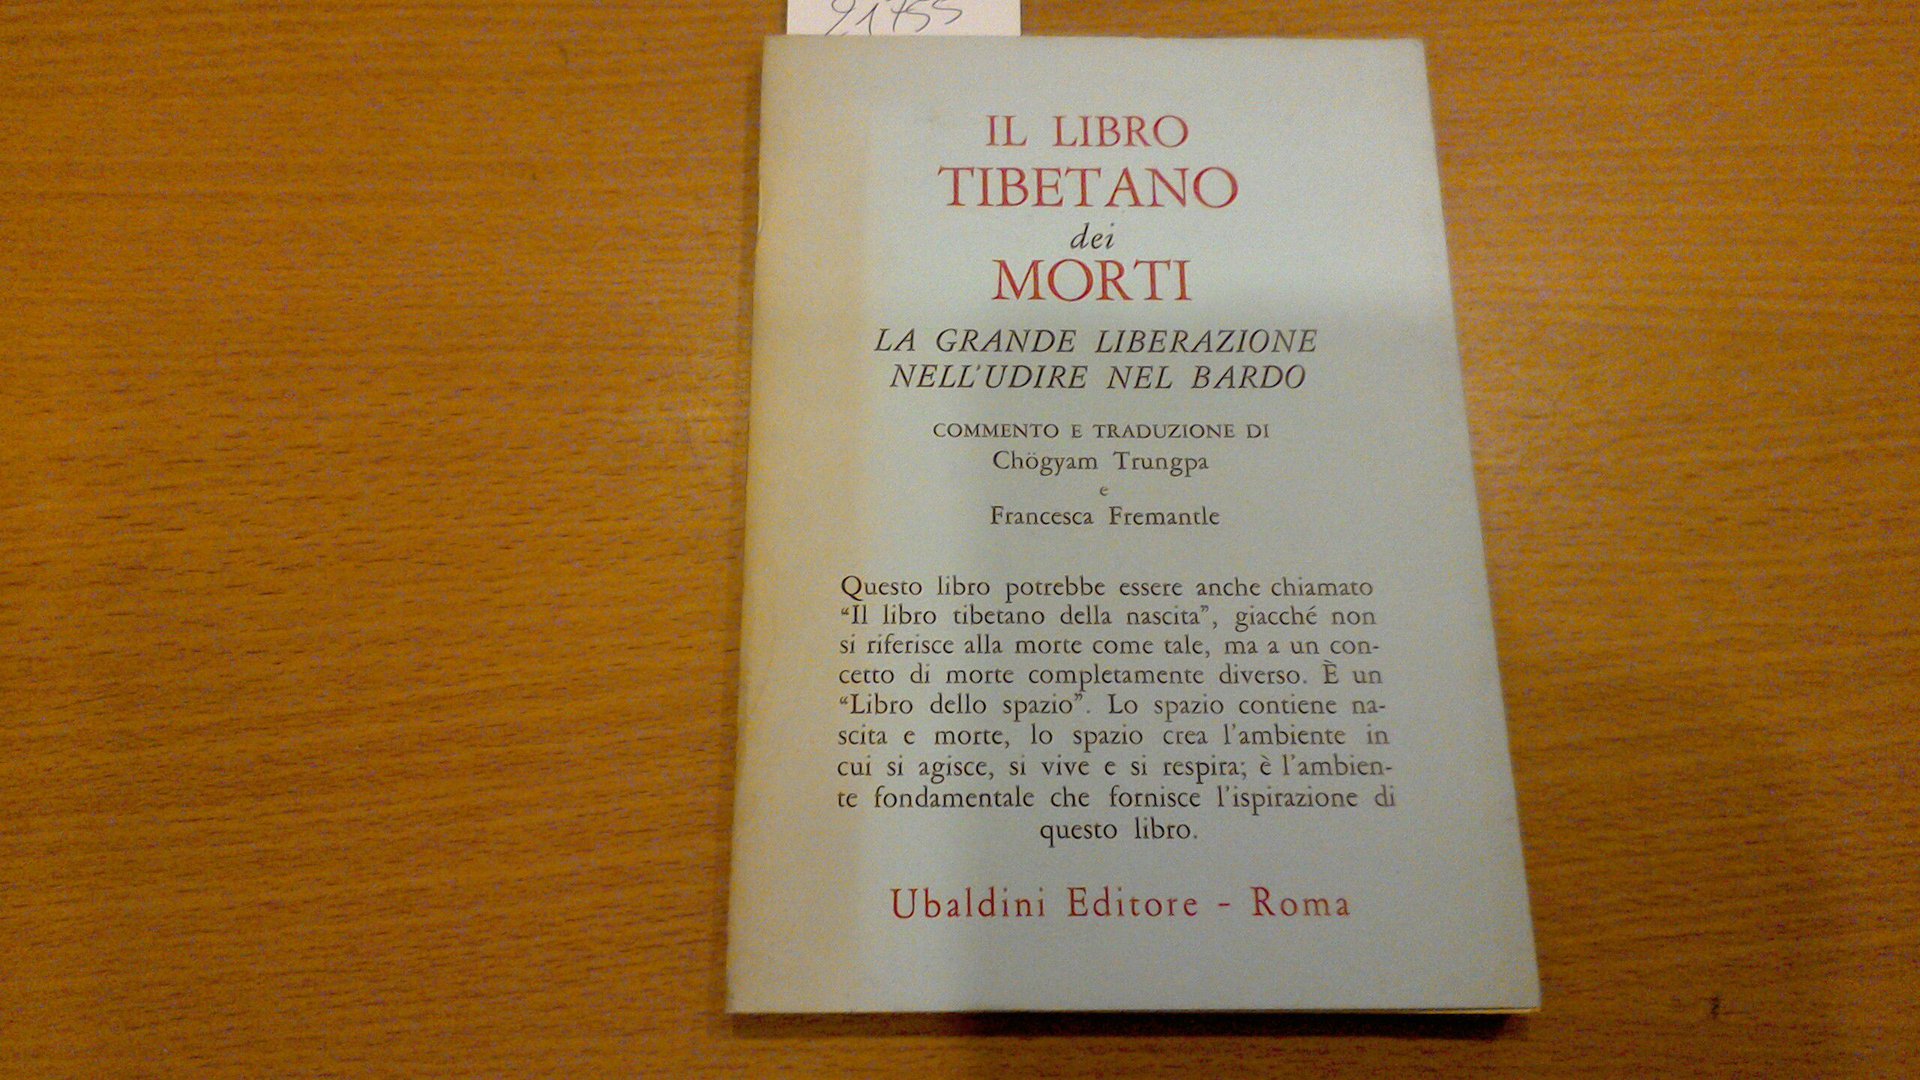 21755
IL LIBRO
TIBETANO
dei
MORTI
LA GRANDE LIBERAZIONE
NELL'UDIRE NEL BARDO
COMMENTO E TRADUZIONE DI
Chögyam Trungpa
e
Francesca Fremantle
Questo libro potrebbe essere anche chiamato
“Il libro tibetano della nascita”, giacché non
si riferisce alla morte come tale, ma a un con-
cetto di morte completamente diverso. È un
“Libro dello spazio”. Lo spazio contiene na-
scita e morte, lo spazio crea l'ambiente in
cui si agisce, si vive e si respira; è l'ambien-
te fondamentale che fornisce l'ispirazione di
questo libro.
Ubaldini Editore - Roma